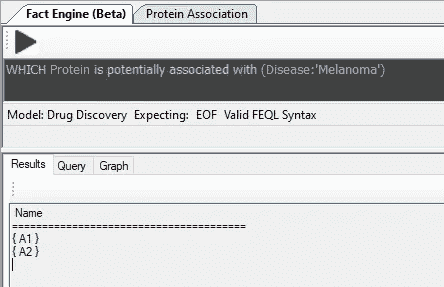 Fact Engine (Beta) Protein Association
WHICH Protein is potentially associated with (Disease:'Melanoma')
Model: Drug Discovery Expecting: EOF Valid FEQL Syntax
Results Query Graph
Name
=======================================
{ A1 }
{ A2 }